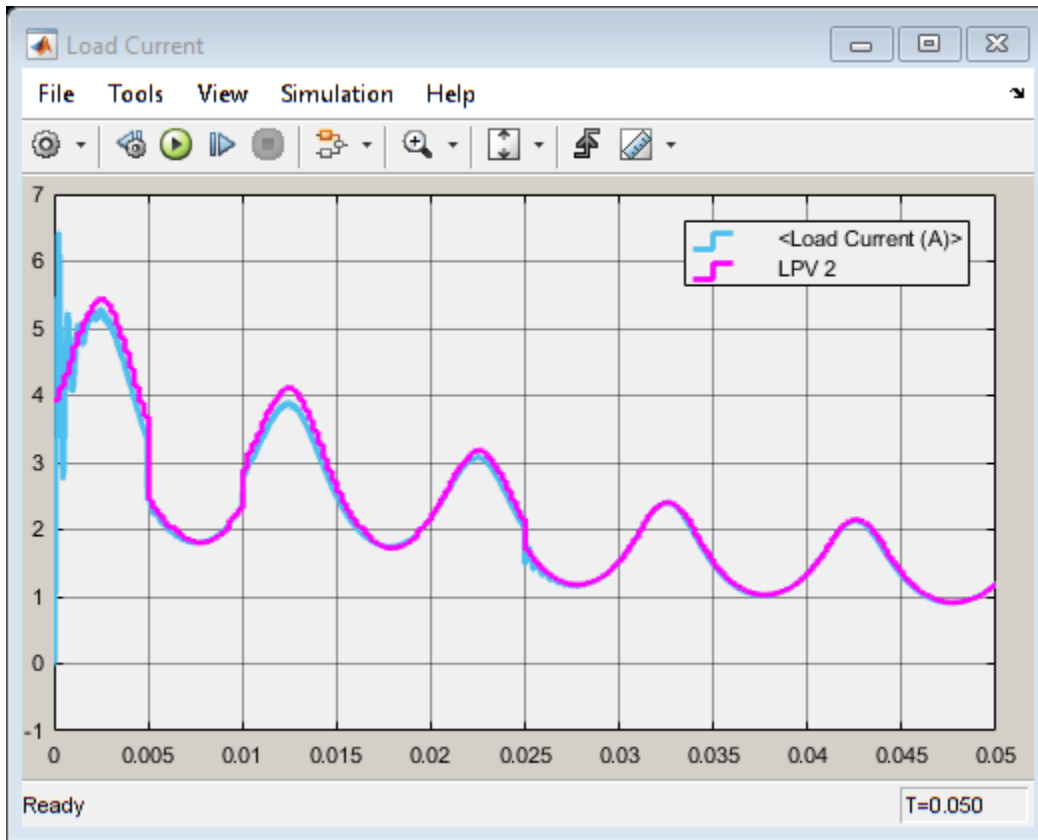 Load Current
File Tools View Simulation Help
<Load Current (A)>
LPV 2
7
6
5
4
3
2
1
0
-1
0 0.005 0.01 0.015 0.02 0.025 0.03 0.035 0.04 0.045 0.05
Ready T=0.050